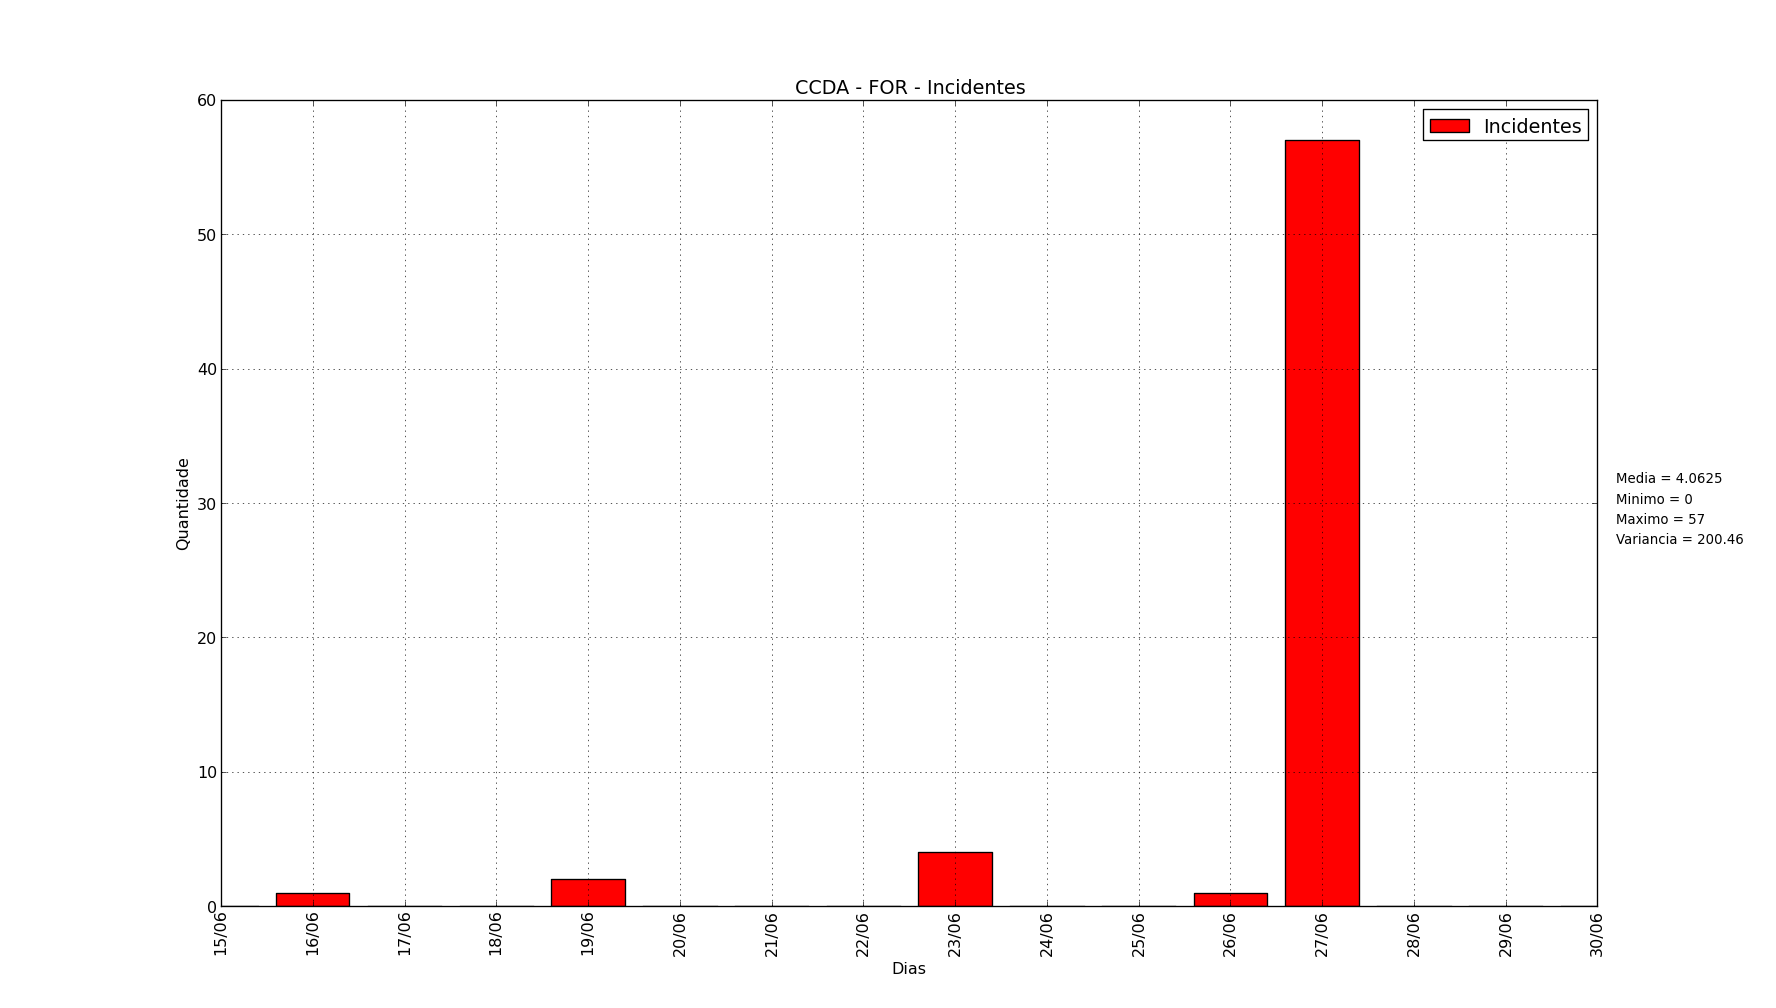 CCDA - FOR - Incidentes
Incidentes
60
50
40
30
20
10
0
Quantidade
15/06
16/06
17/06
18/06
19/06
20/06
21/06
22/06
23/06
24/06
25/06
26/06
27/06
28/06
29/06
30/06
Dias
Media = 4.0625
Minimo = 0
Maximo = 57
Variancia = 200.46